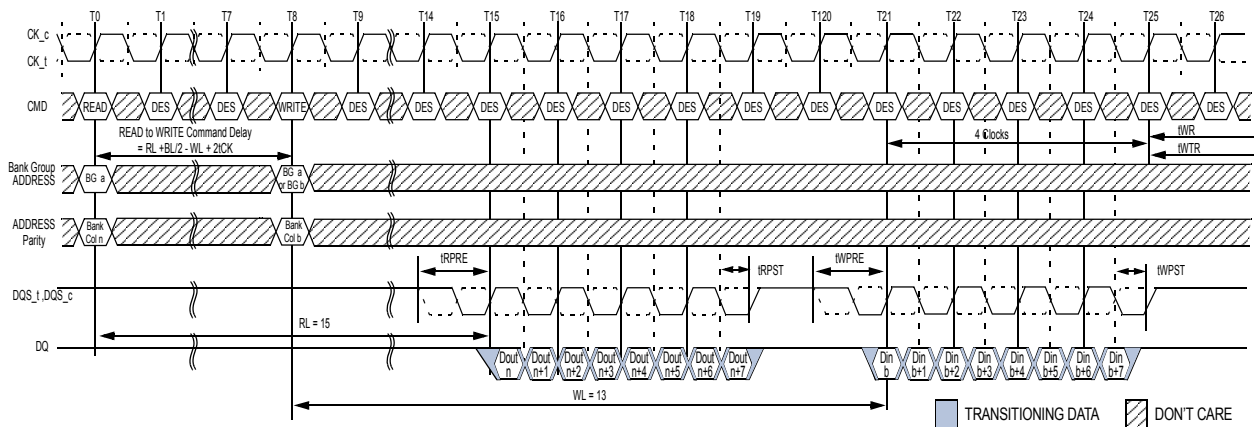 T0 T1 T7 T8 T9 T14 T15 T16 T17 T18 T19 T120 T21 T22 T23 T24 T25 T26
CK_c
CK_t
CMD READ DES DES WRITE DES DES DES DES DES DES DES DES DES DES DES DES DES DES
READ to WRITE Command Delay
= RL +BL/2 - WL + 2tCK
4 Clocks
tWR
tWTR
Bank Group
ADDRESS
BG a
BG a
or BG b
ADDRESS
Parity
Bank
Col n
Bank
Col b
tRPRE tRPST tWPRE tWPST
DQS_t ,DQS_c
RL = 15
DQ
Dout Dout Dout Dout Dout Dout Dout Dout Din Din Din Din Din Din Din Din
n n+1 n+2 n+3 n+4 n+5 n+6 n+7 b b+1 b+2 b+3 b+4 b+5 b+6 b+7
WL = 13
TRANSITIONING DATA DON'T CARE